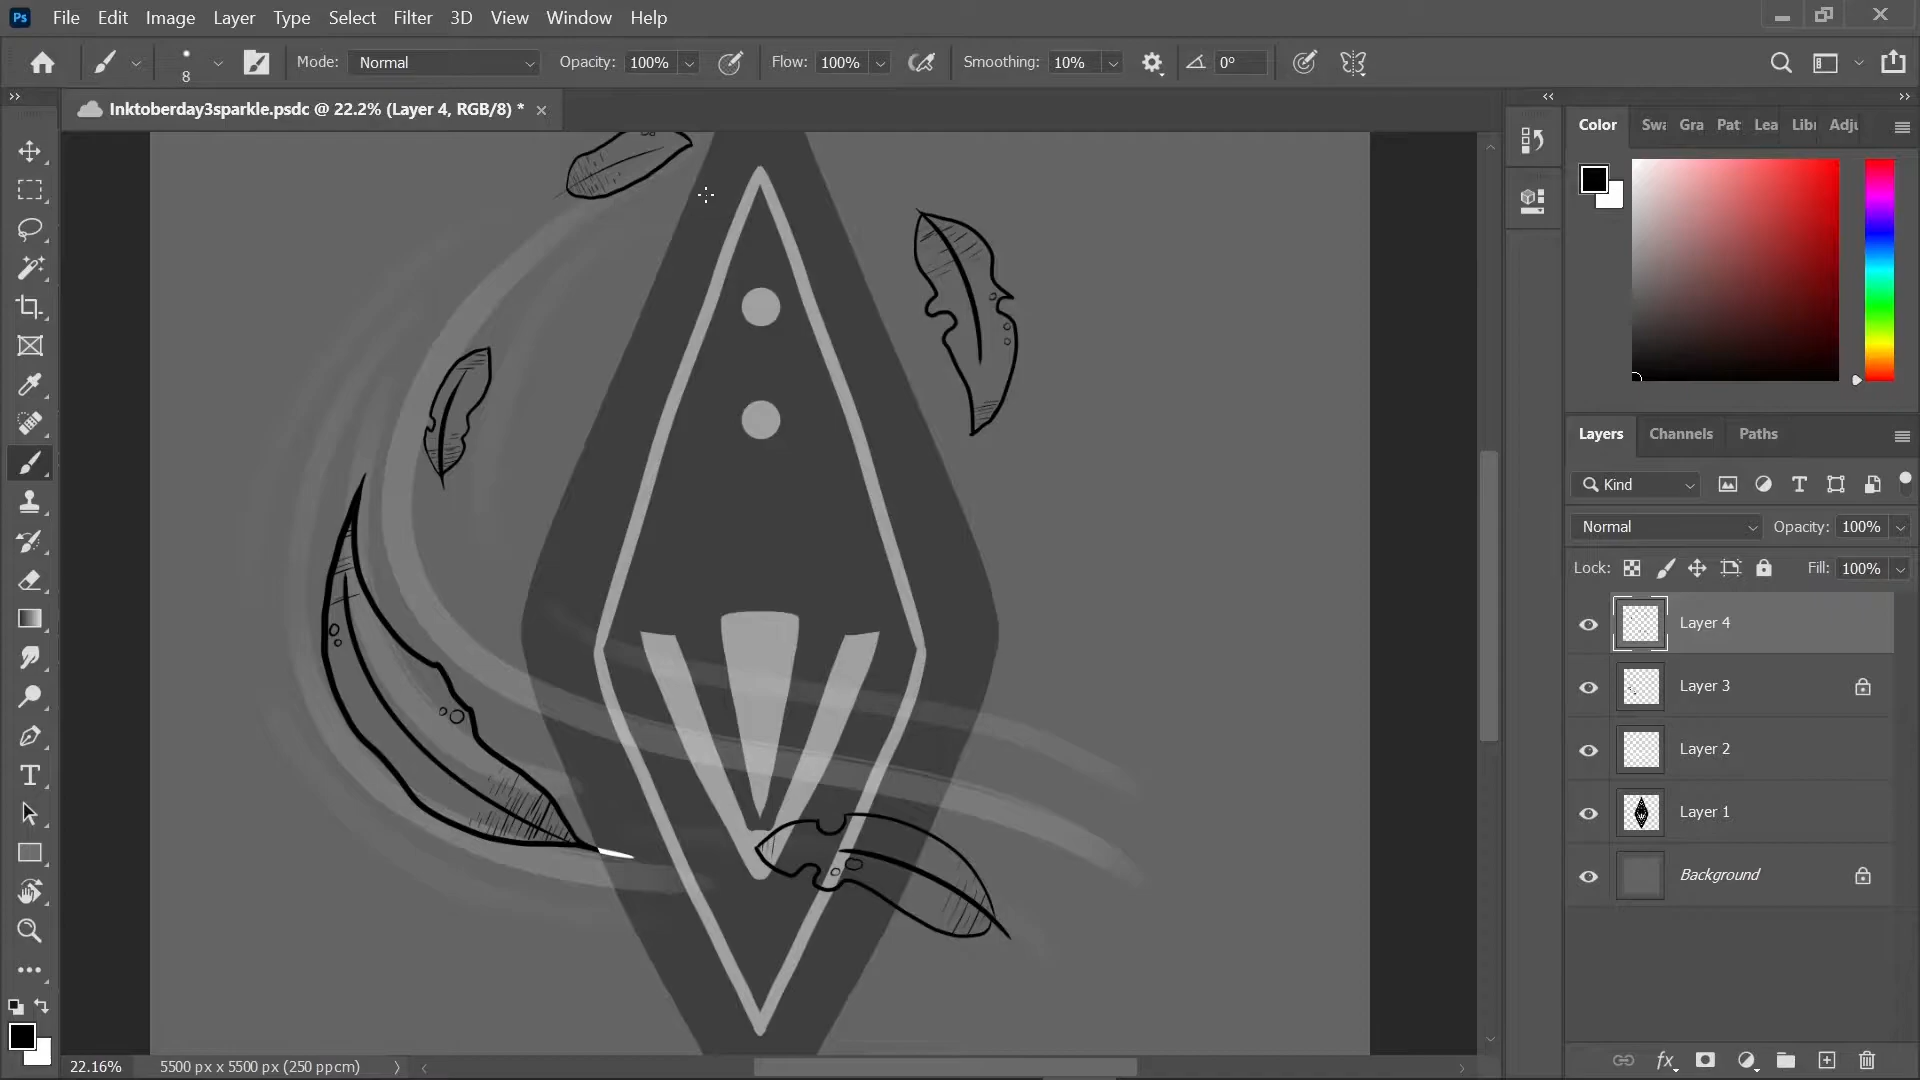 Ps File Edit Image Layer Type Select Filter 3D View Window Help
8 Mode: Normal Opacity: 100% Flow: 100% Smoothing: 10% 0°
Inktoberday3sparkle.psdc @ 22.2% (Layer 4, RGB/8) *
Color Swa Gra Pat Lea Libr Adju
Layers Channels Paths
Kind
Normal Opacity: 100%
Lock: Fill: 100%
Layer 4
Layer 3
Layer 2
Layer 1
Background
22.16% 5500 px x 5500 px (250 ppcm)